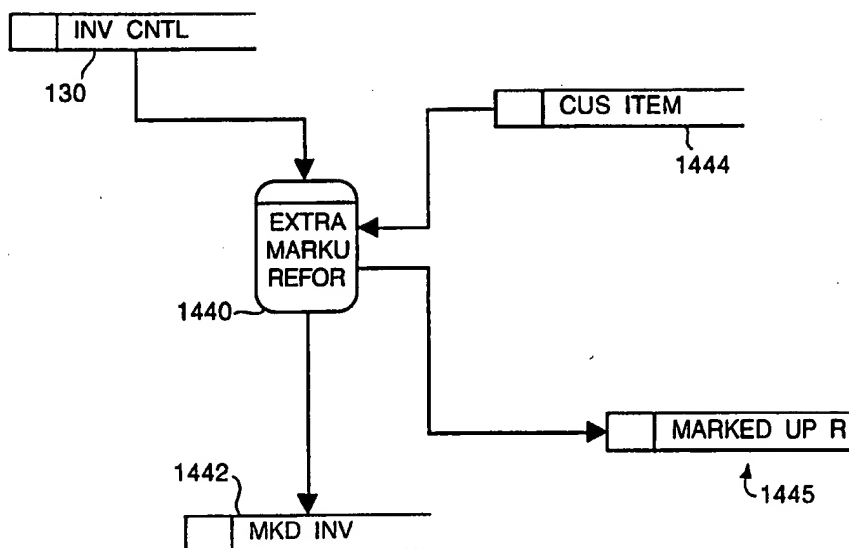 INV CNTL
130
CUS ITEM
1444
EXTRA
MARKU
REFOR
1440
MARKED UP R
1445
1442
MKD INV